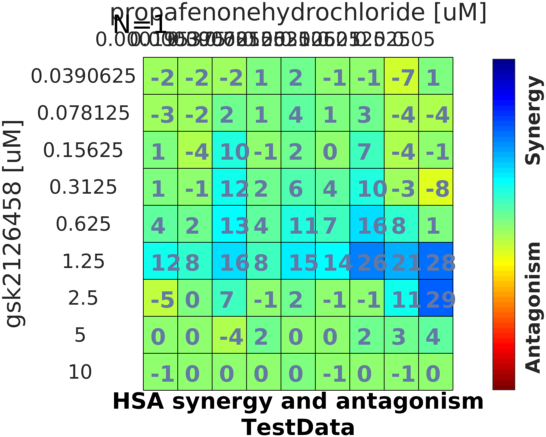 propafenonehydrochloride [uM]
N=1
gsk2126458 [uM]
0.0390625 -2 -2 -2 1 2 -1 -1 -7 1
0.078125 -3 -2 2 1 4 1 3 -4 -4
0.15625 1 -4 10 -1 2 0 7 -4 -1
0.3125 1 -1 12 2 6 4 10 -3 -8
0.625 4 2 13 4 11 7 16 8 1
1.25 12 8 16 8 15 14 26 21 28
2.5 -5 0 7 -1 2 -1 -1 11 29
5 0 0 -4 2 0 0 2 3 4
10 -1 0 0 0 0 -1 0 -1 0
Synergy
Antagonism
HSA synergy and antagonism
TestData